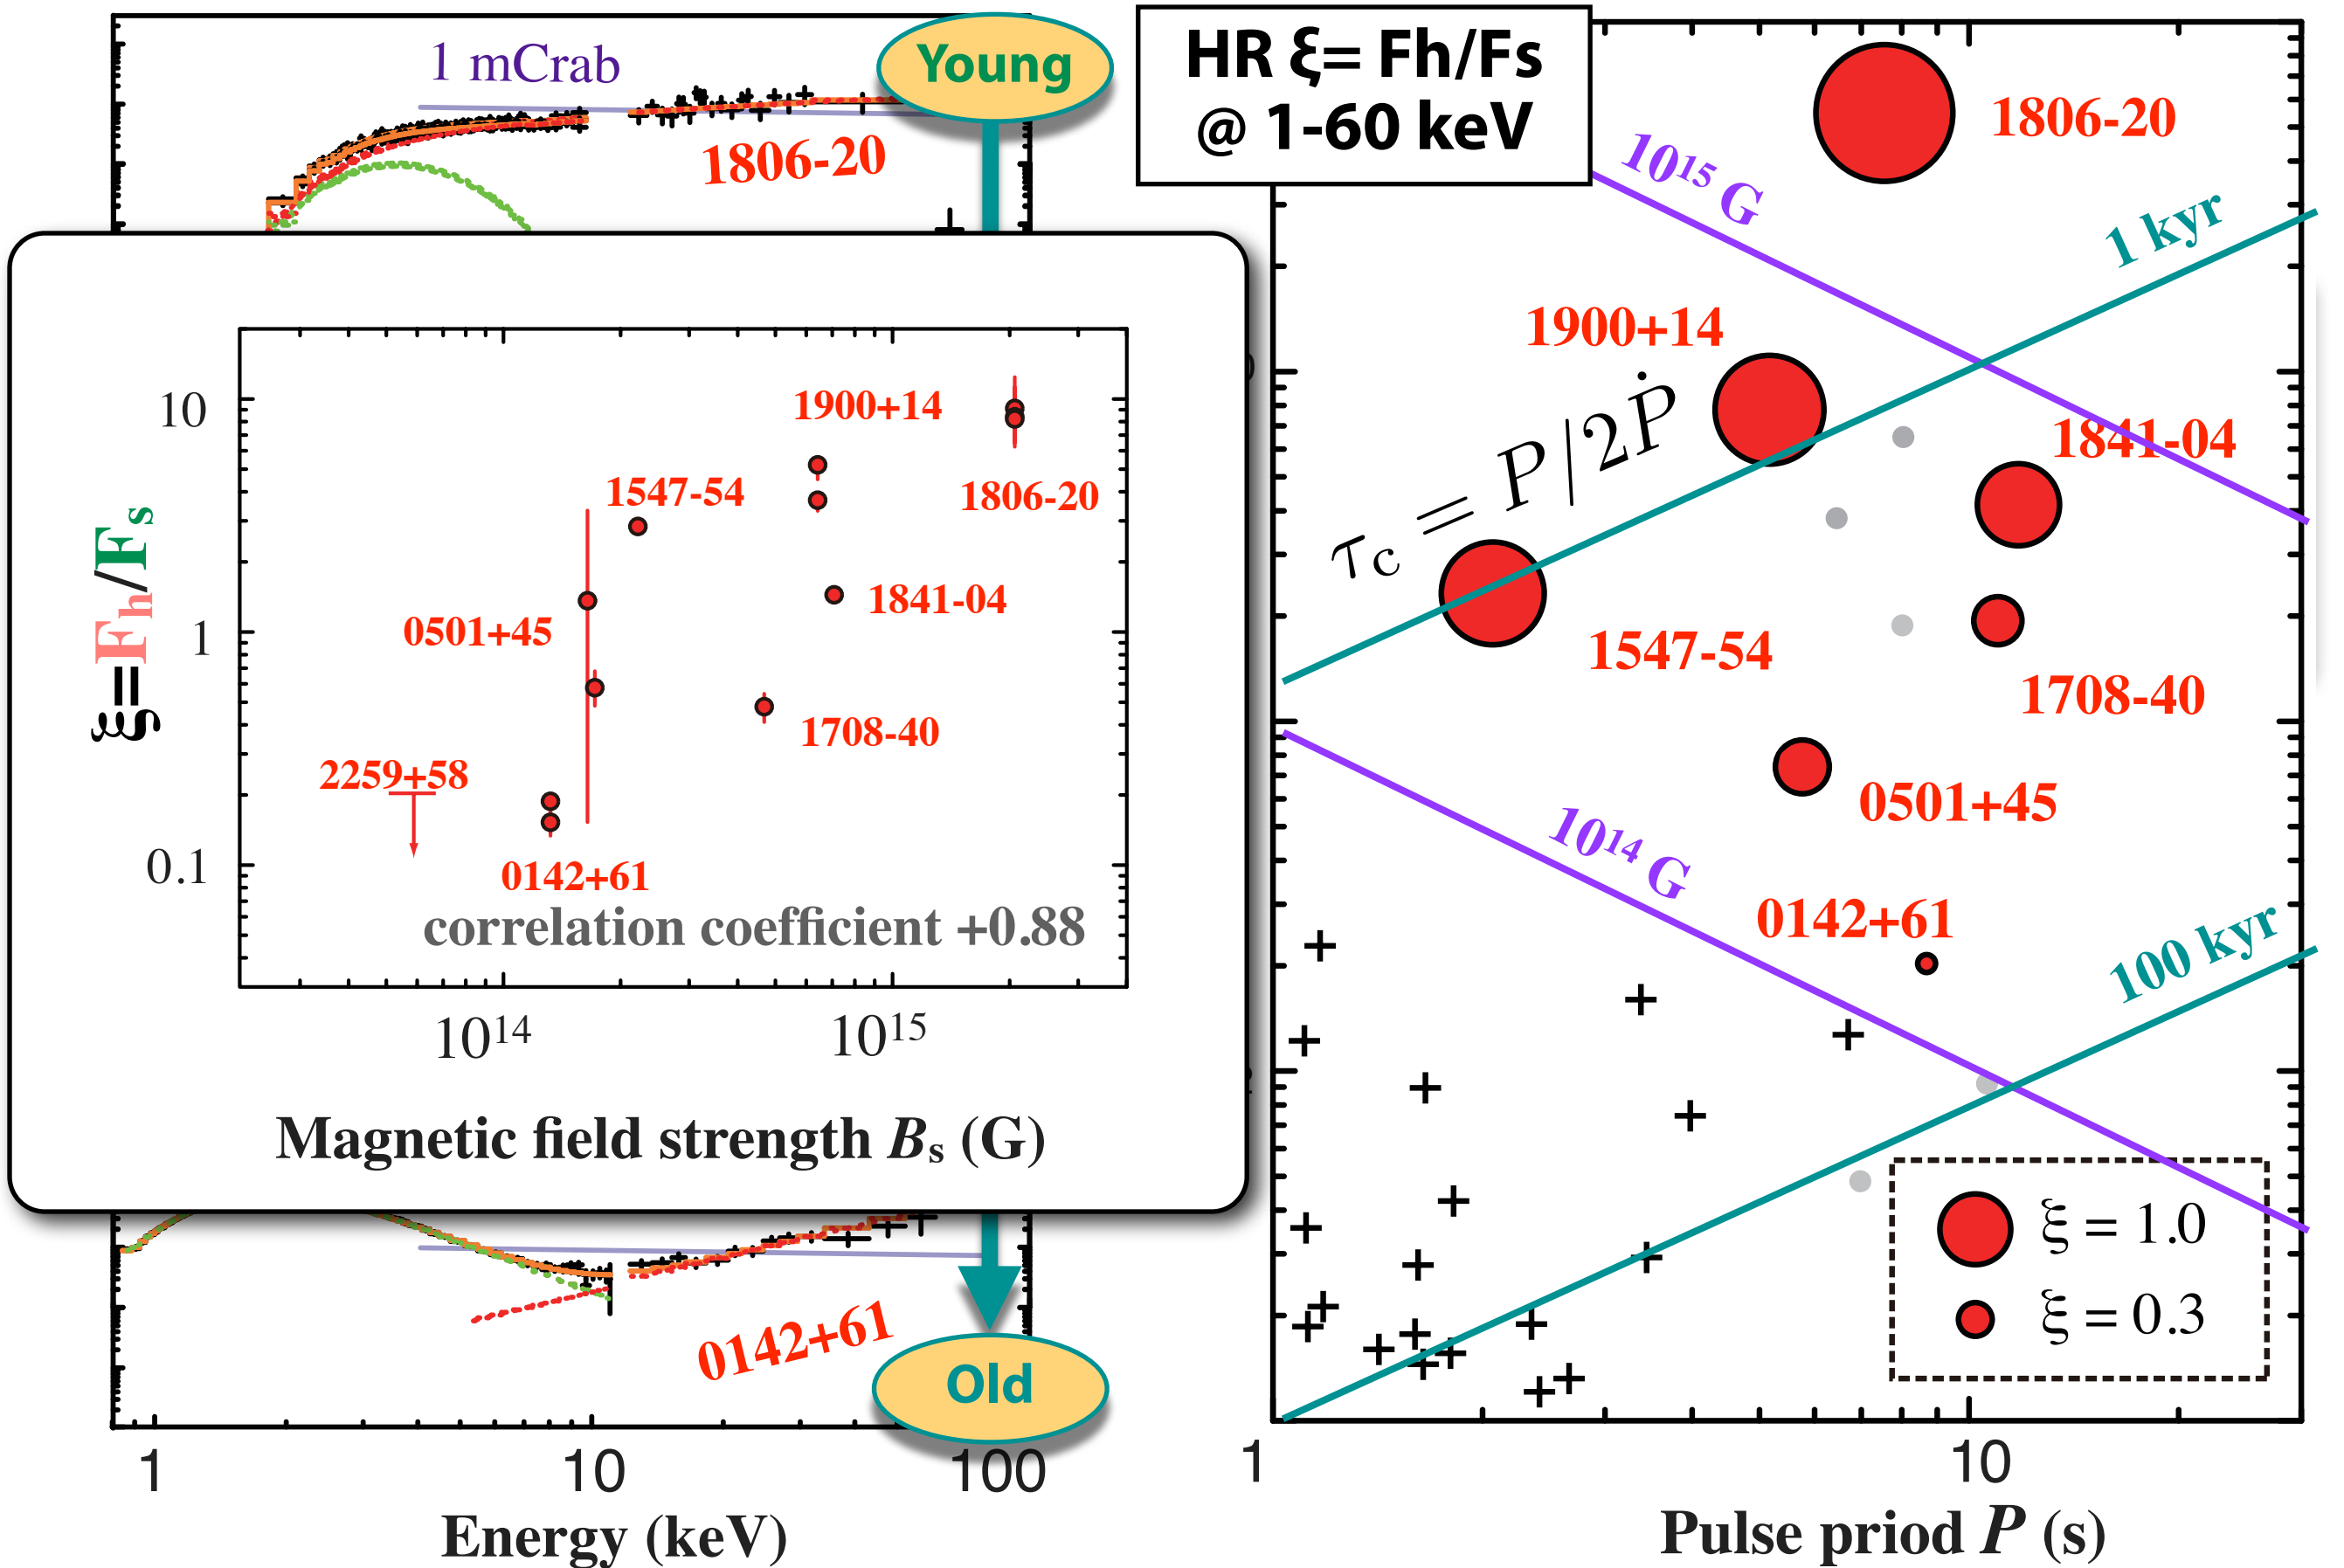 1 mCrab
Young
1806-20
HR ξ= Fh/Fs
@ 1-60 keV
1806-20
10¹⁵ G
1 kyr
1900+14
τc = P/2Ṗ
1841-04
1547-54
1708-40
10¹⁴ G
0501+45
0142+61
100 kyr
ξ = 1.0
ξ = 0.3
1
10
Pulse priod P (s)
ξ=Fh/Fs
10
1
0.1
1900+14
1547-54
1806-20
0501+45
1841-04
1708-40
2259+58
0142+61
correlation coefficient +0.88
10¹⁴
10¹⁵
Magnetic field strength Bs (G)
0142+61
Old
1
10
100
Energy (keV)